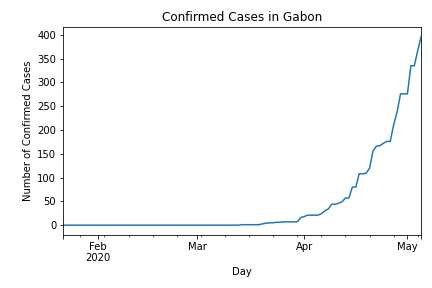 Confirmed Cases in Gabon
400
350
300
250
200
150
100
50
0
Number of Confirmed Cases
Feb
2020
Mar
Apr
May
Day